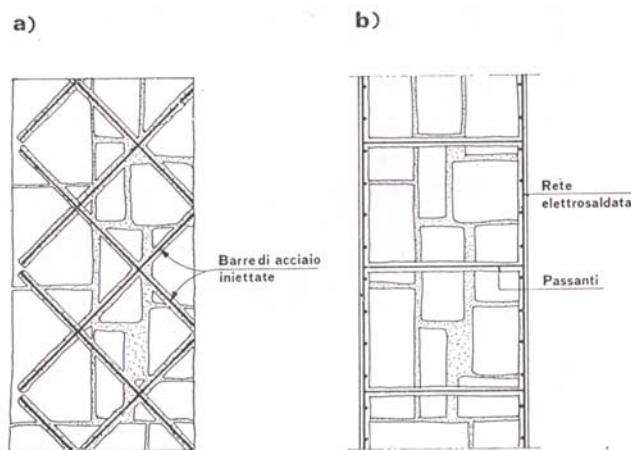 a)
b)
Barre di acciaio
iniettate
Rete
elettrosaldata
Passanti